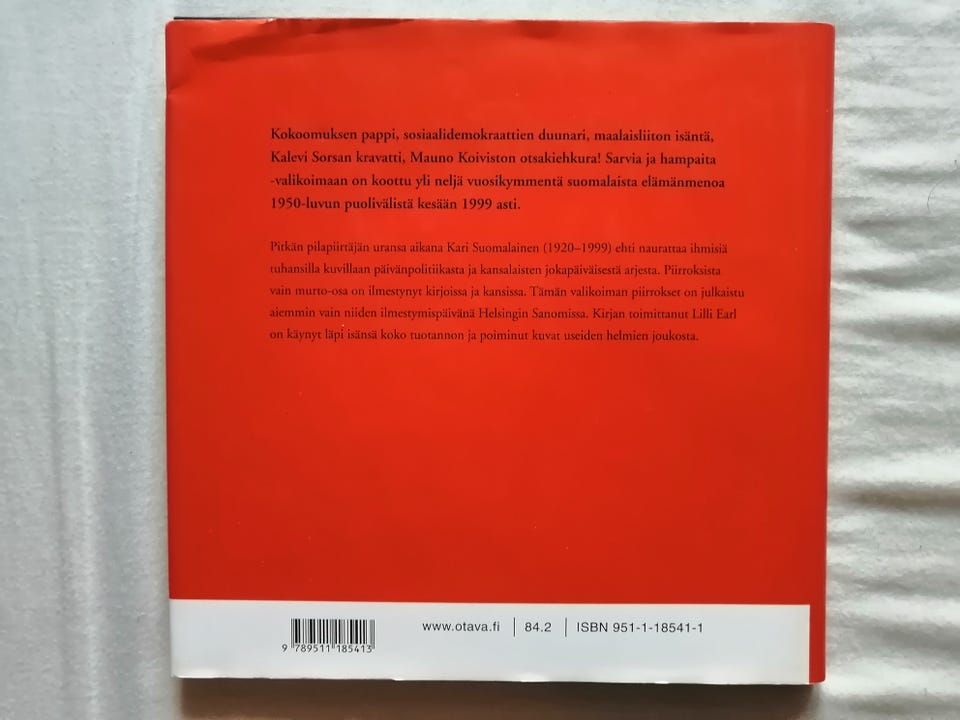 Kokoomuksen pappi, sosiaalidemokraattien duunari, maalaisliiton isäntä,
Kalevi Sorsan kravatti, Mauno Koiviston otsakiehkura! Sarvia ja hampaita
-valikoimaan on koottu yli neljä vuosikymmentä suomalaista elämänmenoa
1950-luvun puolivälistä kesään 1999 asti.
Pitkän pilapiirtäjän uransa aikana Kari Suomalainen (1920–1999) ehti naurattaa ihmisiä
tuhansilla kuvillaan päivänpolitiikasta ja kansalaisten jokapäiväisestä arjesta. Piirroksista
vain murto-osa on ilmestynyt kirjoissa ja kansissa. Tämän valikoiman piirrokset on julkaistu
aiemmin vain niiden ilmestymispäivänä Helsingin Sanomissa. Kirjan toimittanut Lilli Earl
on käynyt läpi isänsä koko tuotannon ja poiminut kuvat useiden helmien joukosta.
www.otava.fi | 84.2 | ISBN 951-1-18541-1
9 789511 185413